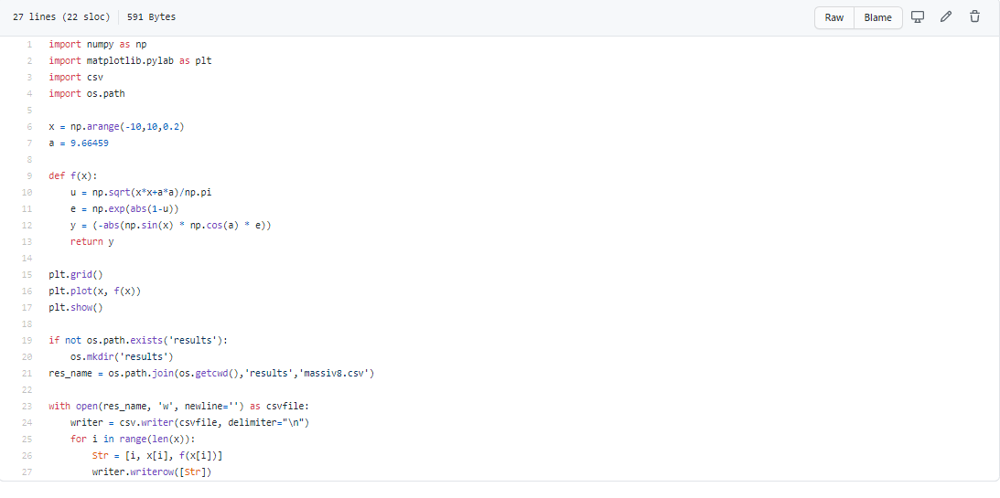 27 lines (22 sloc) 591 Bytes Raw Blame
1 import numpy as np
2 import matplotlib.pylab as plt
3 import csv
4 import os.path
5
6 x = np.arange(-10,10,0.2)
7 a = 9.66459
8
9 def f(x):
10     u = np.sqrt(x*x+a*a)/np.pi
11     e = np.exp(abs(1-u))
12     y = (-abs(np.sin(x) * np.cos(a) * e))
13     return y
14
15 plt.grid()
16 plt.plot(x, f(x))
17 plt.show()
18
19 if not os.path.exists('results'):
20     os.mkdir('results')
21 res_name = os.path.join(os.getcwd(),'results','massiv8.csv')
22
23 with open(res_name, 'w', newline='') as csvfile:
24     writer = csv.writer(csvfile, delimiter="\n")
25     for i in range(len(x)):
26         Str = [i, x[i], f(x[i])]
27         writer.writerow([Str])